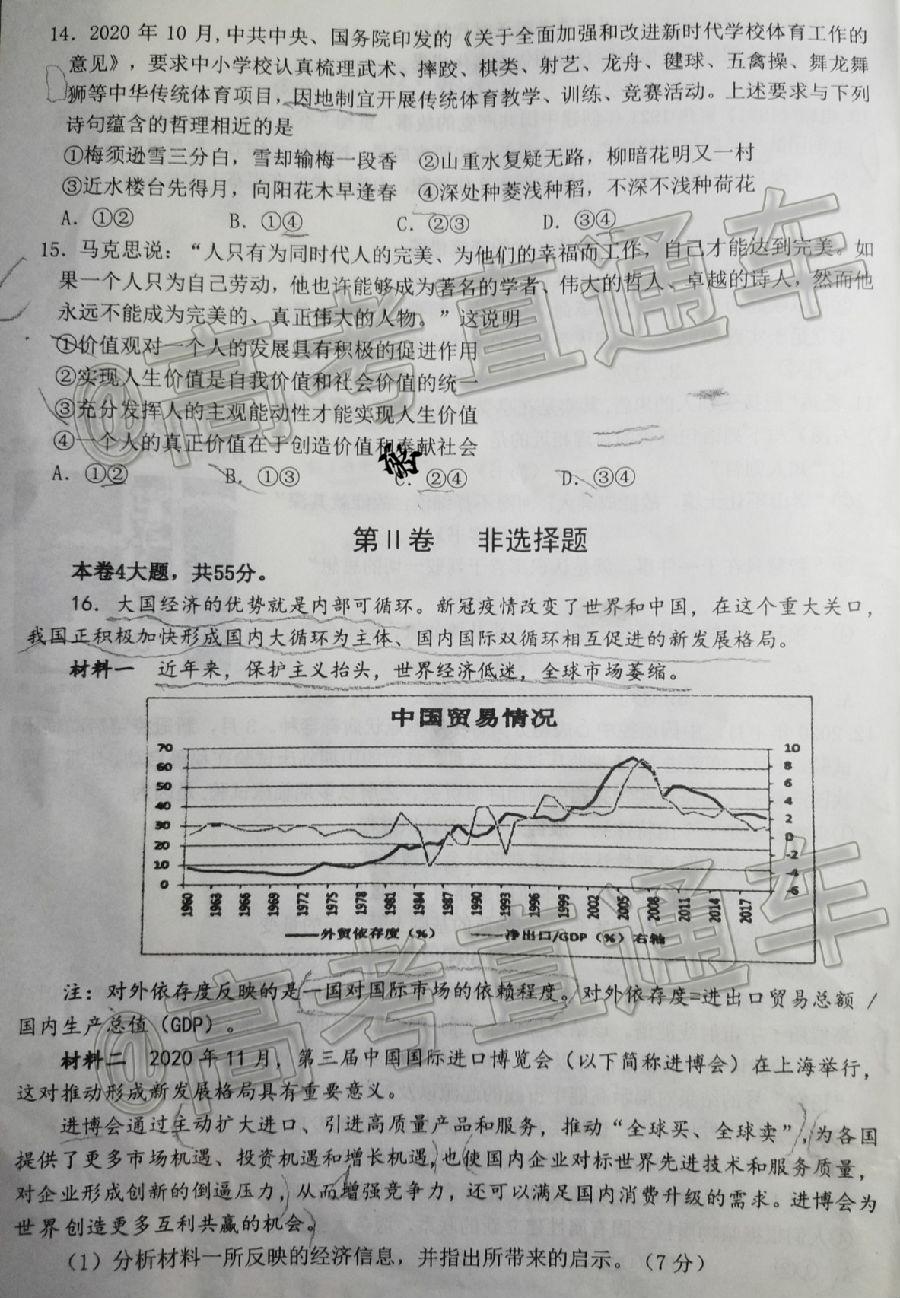 14. 2020 年 10 月,中共中央、国务院印发的《关于全面加强和改进新时代学校体育工作的
意见》，要求中小学校认真梳理武术、摔跤、棋类、射艺、龙舟、毽球、五禽操、舞龙舞
狮等中华传统体育项目，因地制宜开展传统体育教学、训练、竞赛活动。上述要求与下列
诗句蕴含的哲理相近的是
①梅须逊雪三分白，雪却输梅一段香 ②山重水复疑无路，柳暗花明又一村
③近水楼台先得月，向阳花木早逢春 ④深处种菱浅种稻，不深不浅种荷花
A. ①② B. ①④ C. ②③ D. ③④
15. 马克思说：“人只有为同时代人的完美、为他们的幸福而工作，自己才能达到完美。如
果一个人只为自己劳动，他也许能够成为著名的学者、伟大的哲人、卓越的诗人，然而他
永远不能成为完美的、真正伟大的人物。”这说明
①价值观对一个人的发展具有积极的促进作用
②实现人生价值是自我价值和社会价值的统一
③充分发挥人的主观能动性才能实现人生价值
④一个人的真正价值在于创造价值和奉献社会
A. ①② B. ①③ C. ②④ D. ③④
第Ⅱ卷 非选择题
本卷4大题，共55分。
16. 大国经济的优势就是内部可循环。新冠疫情改变了世界和中国，在这个重大关口，
我国正积极加快形成国内大循环为主体、国内国际双循环相互促进的新发展格局。
材料一 近年来，保护主义抬头，世界经济低迷，全球市场萎缩。
中国贸易情况
70 60 50 40 30 20 10 0
10 8 6 4 2 0 -2 -4 -6
1960 1963 1966 1969 1972 1975 1978 1981 1984 1987 1990 1993 1996 1999 2002 2005 2008 2011 2014 2017
外贸依存度（%） 净出口/GDP（%）右轴
注：对外依存度反映的是一国对国际市场的依赖程度。对外依存度=进出口贸易总额 /
国内生产总值（GDP）。
材料二 2020 年 11 月，第三届中国国际进口博览会（以下简称进博会）在上海举行，
这对推动形成新发展格局具有重要意义。
进博会通过主动扩大进口、引进高质量产品和服务，推动“全球买、全球卖”，为各国
提供了更多市场机遇、投资机遇和增长机遇，也使国内企业对标世界先进技术和服务质量，
对企业形成创新的倒逼压力，从而增强竞争力，还可以满足国内消费升级的需求。进博会为
世界创造更多互利共赢的机会。
（1）分析材料一所反映的经济信息，并指出所带来的启示。（7 分）
@高考直通车
@高考直通车